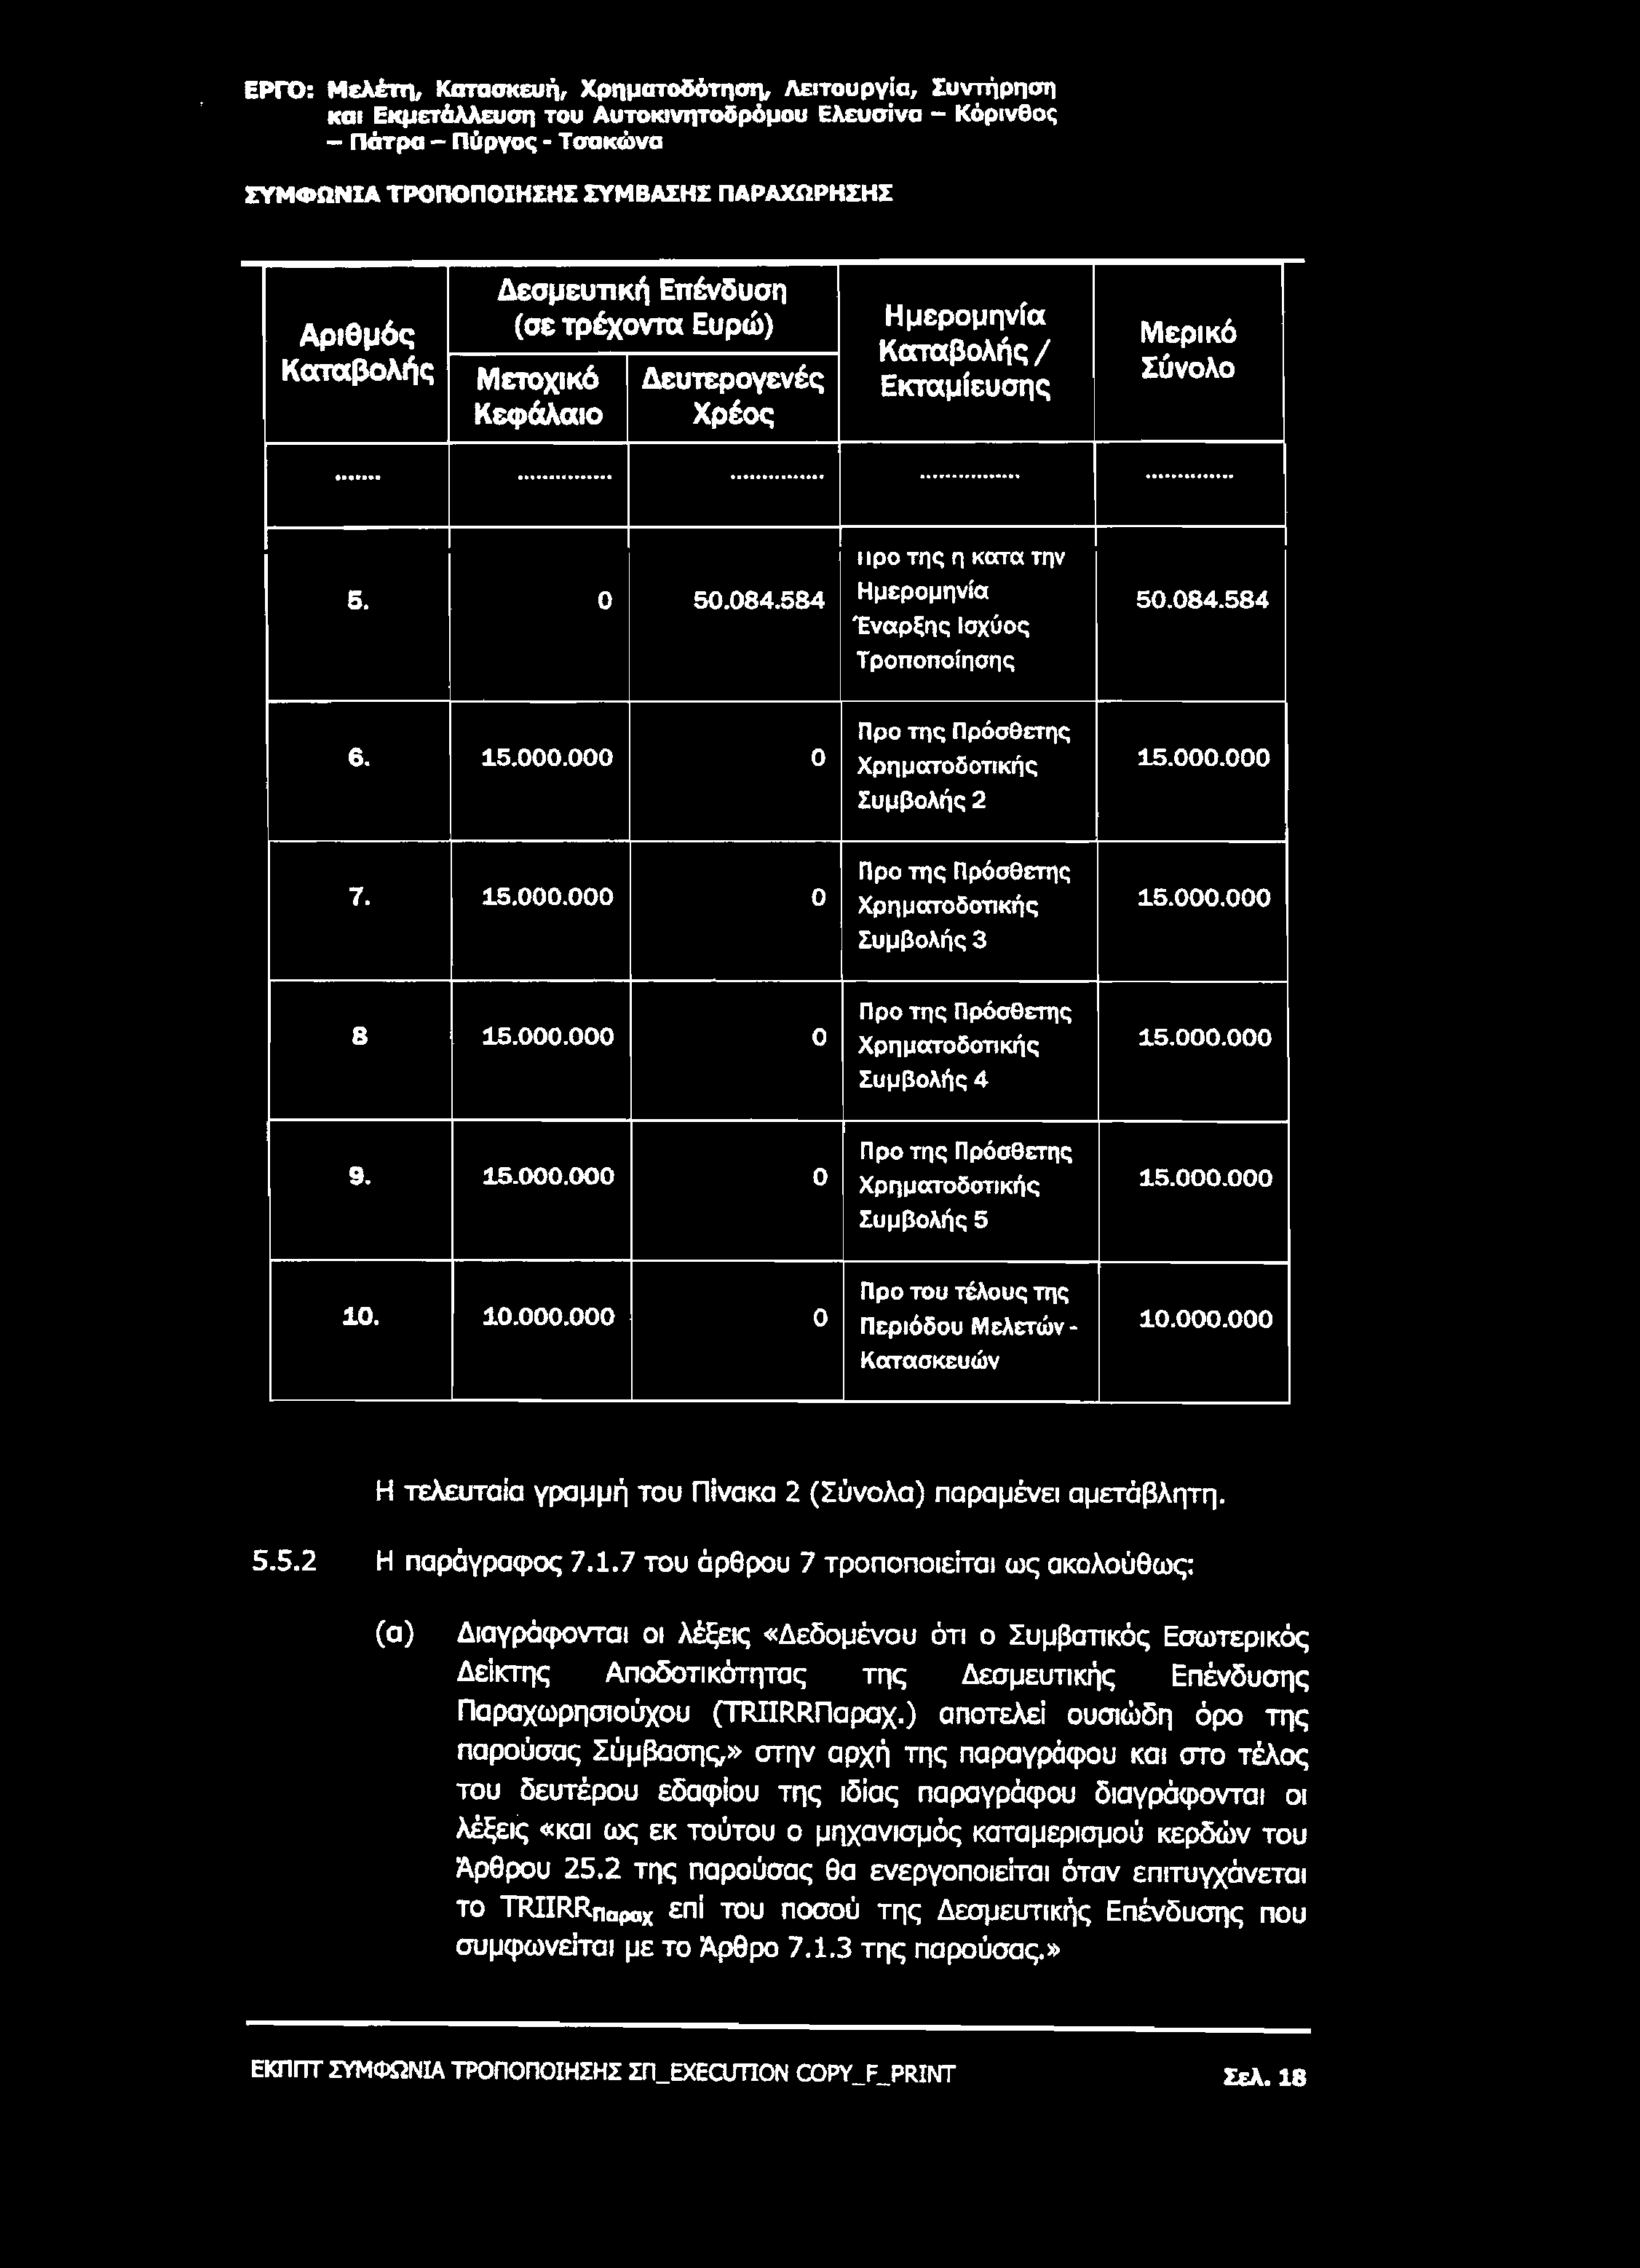 ΕΡΓΟ: Μελέτη, Κατασκευή, Χρηματοδότηση, Λειτουργία, Συντήρηση
και Εκμετάλλευση του Αυτοκινητοδρόμου Ελευσίνα – Κόρινθος
– Πάτρα – Πύργος - Τσακώνα
ΣΥΜΦΩΝΙΑ ΤΡΟΠΟΠΟΙΗΣΗΣ ΣΥΜΒΑΣΗΣ ΠΑΡΑΧΩΡΗΣΗΣ
Αριθμός
Καταβολής
Δεσμευτική Επένδυση
(σε τρέχοντα Ευρώ)
Μετοχικό
Κεφάλαιο
Δευτερογενές
Χρέος
Ημερομηνία
Καταβολής /
Εκταμίευσης
Μερικό
Σύνολο
....... .............. .............. ............... .............
5. 0 50.084.584
Προ της η κατα την
Ημερομηνία
Έναρξης Ισχύος
Τροποποίησης
50.084.584
6. 15.000.000 0
Προ της Πρόσθετης
Χρηματοδοτικής
Συμβολής 2
15.000.000
7. 15.000.000 0
Προ της Πρόσθετης
Χρηματοδοτικής
Συμβολής 3
15.000.000
8 15.000.000 0
Προ της Πρόσθετης
Χρηματοδοτικής
Συμβολής 4
15.000.000
9. 15.000.000 0
Προ της Πρόσθετης
Χρηματοδοτικής
Συμβολής 5
15.000.000
10. 10.000.000 0
Προ του τέλους της
Περιόδου Μελετών -
Κατασκευών
10.000.000
Η τελευταία γραμμή του Πίνακα 2 (Σύνολα) παραμένει αμετάβλητη.
5.5.2 Η παράγραφος 7.1.7 του άρθρου 7 τροποποιείται ως ακολούθως:
(α) Διαγράφονται οι λέξεις «Δεδομένου ότι ο Συμβατικός Εσωτερικός
Δείκτης Αποδοτικότητας της Δεσμευτικής Επένδυσης
Παραχωρησιούχου (TRIIRRΠαραχ.) αποτελεί ουσιώδη όρο της
παρούσας Σύμβασης,» στην αρχή της παραγράφου και στο τέλος
του δευτέρου εδαφίου της ιδίας παραγράφου διαγράφονται οι
λέξεις «και ως εκ τούτου ο μηχανισμός καταμερισμού κερδών του
Άρθρου 25.2 της παρούσας θα ενεργοποιείται όταν επιτυγχάνεται
το TRIIRRΠαραχ επί του ποσού της Δεσμευτικής Επένδυσης που
συμφωνείται με το Άρθρο 7.1.3 της παρούσας.»
ΕΚΠΠΤ ΣΥΜΦΩΝΙΑ ΤΡΟΠΟΠΟΙΗΣΗΣ ΣΠ_EXECUTION COPY_F_PRINT Σελ. 18